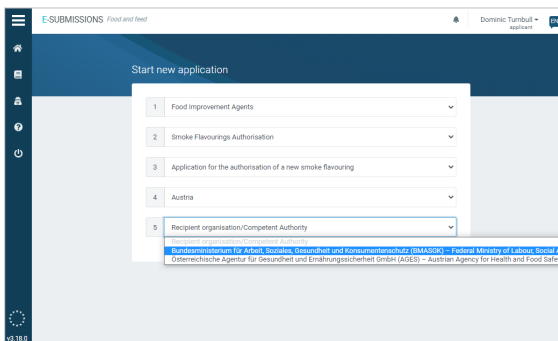 E-SUBMISSIONS Food and feed
Dominic Turnbull
EN
applicant
Start new application
1 Food Improvement Agents
2 Smoke Flavourings Authorisation
3 Application for the authorisation of a new smoke flavouring
4 Austria
5 Recipient organisation/Competent Authority
Recipient organisation/Competent Authority
Bundesministerium für Arbeit, Soziales, Gesundheit und Konsumentenschutz (BMASGK) – Federal Ministry of Labour, Social A
Österreichische Agentur für Gesundheit und Ernährungssicherheit GmbH (AGES) – Austrian Agency for Health and Food Safe
v3.18.0